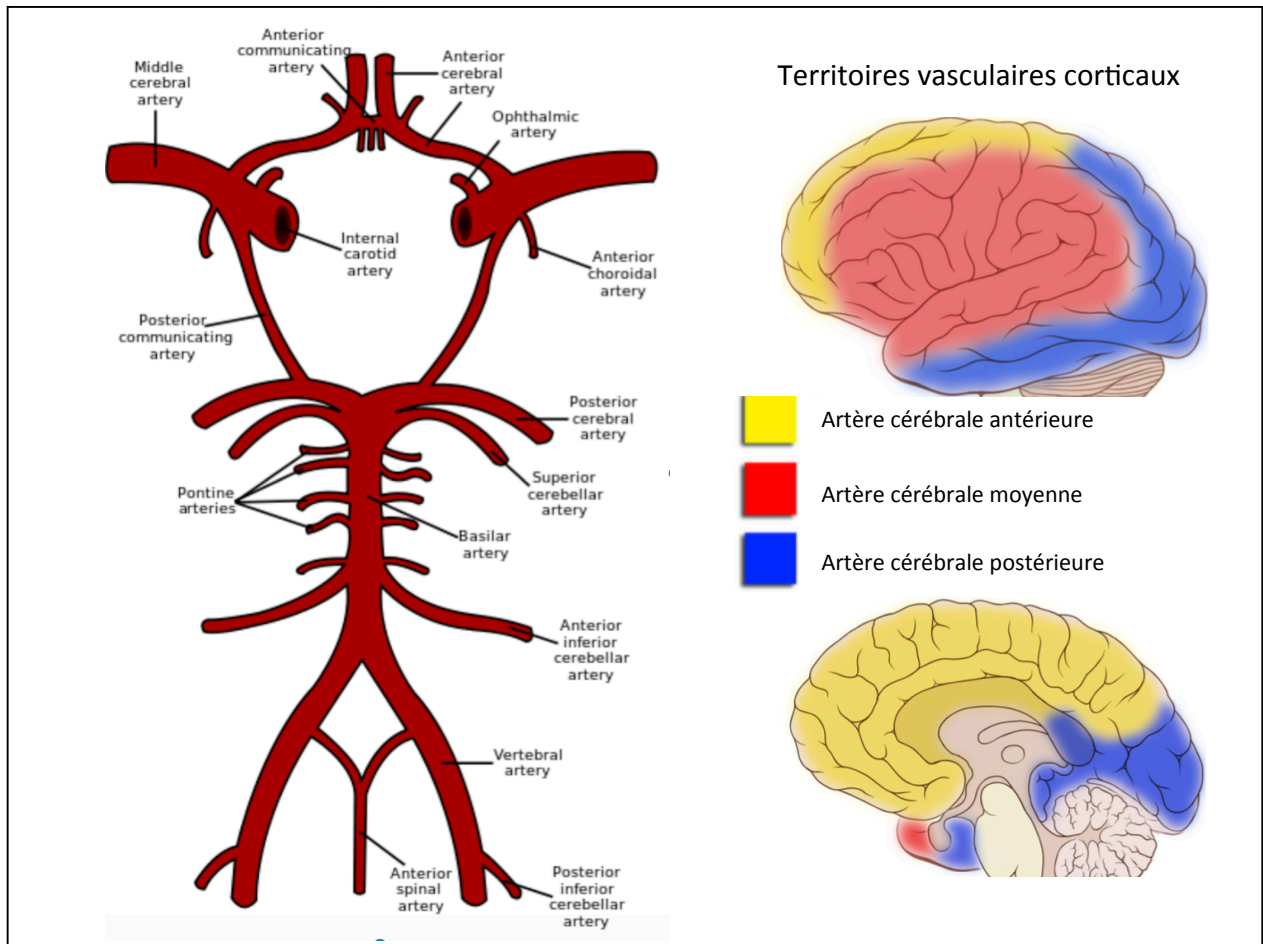 Anterior
communicating
artery
Middle
cerebral
artery
Anterior
cerebral
artery
Ophthalmic
artery
Internal
carotid
artery
Anterior
choroidal
artery
Posterior
communicating
artery
Posterior
cerebral
artery
Superior
cerebellar
artery
Pontine
arteries
Basilar
artery
Anterior
inferior
cerebellar
artery
Vertebral
artery
Anterior
spinal
artery
Posterior
inferior
cerebellar
artery
Territoires vasculaires corticaux
Artère cérébrale antérieure
Artère cérébrale moyenne
Artère cérébrale postérieure